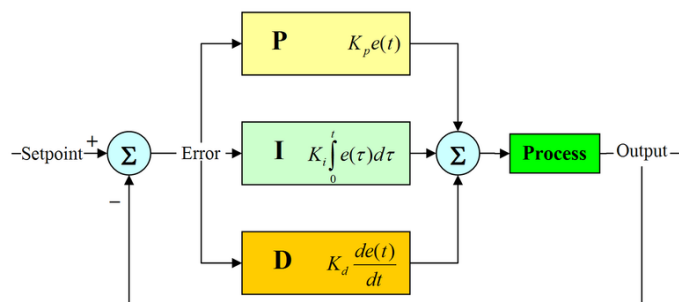 P K_p e(t)
+
Setpoint Σ Error I K_i ∫_0^t e(τ)dτ Σ Process Output
−
D K_d de(t)/dt